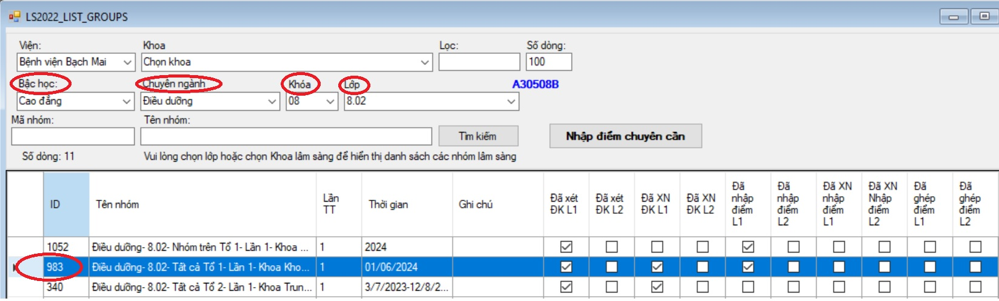 LS2022_LIST_GROUPS
Viện: Khoa Lọc: Số dòng:
Bệnh viện Bạch Mai Chọn khoa 100
Bậc học: Chuyên ngành Khóa Lớp A30508B
Cao đẳng Điều dưỡng 08 8.02
Mã nhóm: Tên nhóm:
Tìm kiếm Nhập điểm chuyên cần
Số dòng: 11 Vui lòng chọn lớp hoặc chọn Khoa lâm sàng để hiển thị danh sách các nhóm lâm sàng
ID Tên nhóm Lần TT Thời gian Ghi chú Đã xét ĐK L1 Đã xét ĐK L2 Đã XN ĐK L1 Đã XN ĐK L2 Đã nhập điểm L1 Đã nhập điểm L2 Đã XN nhập điểm L1 Đã XN Nhập điểm L2 Đã ghép điểm L1 Đã ghép điểm L2
1052 Điều dưỡng- 8.02- Nhóm trên Tổ 1- Lần 1- Khoa ... 1 2024
983 Điều dưỡng- 8.02- Tất cả Tổ 1- Lần 1- Khoa Kho... 1 01/06/2024
340 Điều dưỡng- 8.02- Tất cả Tổ 2- Lần 1- Khoa Trun... 1 3/7/2023-12/8/2...